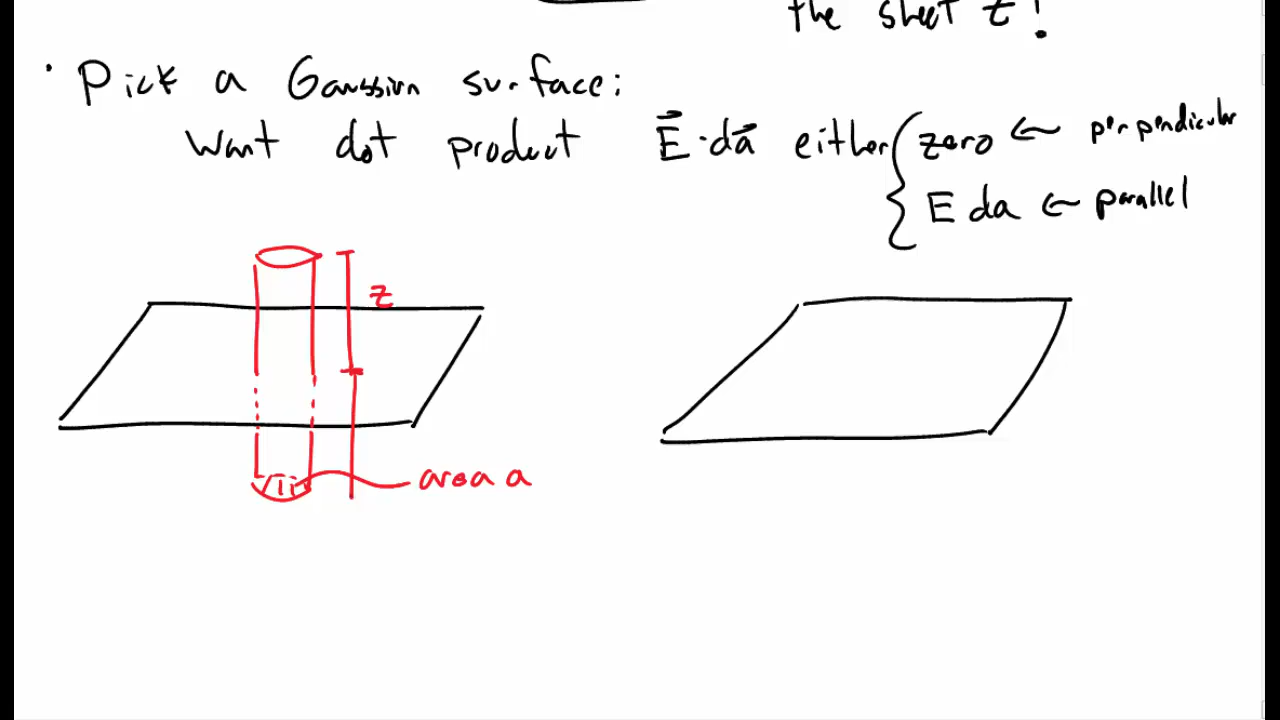 the sheet z!
· Pick a Gaussian surface:
Want dot product E⃗·da⃗ either { zero ← perpendicular
E da ← parallel
z
area a